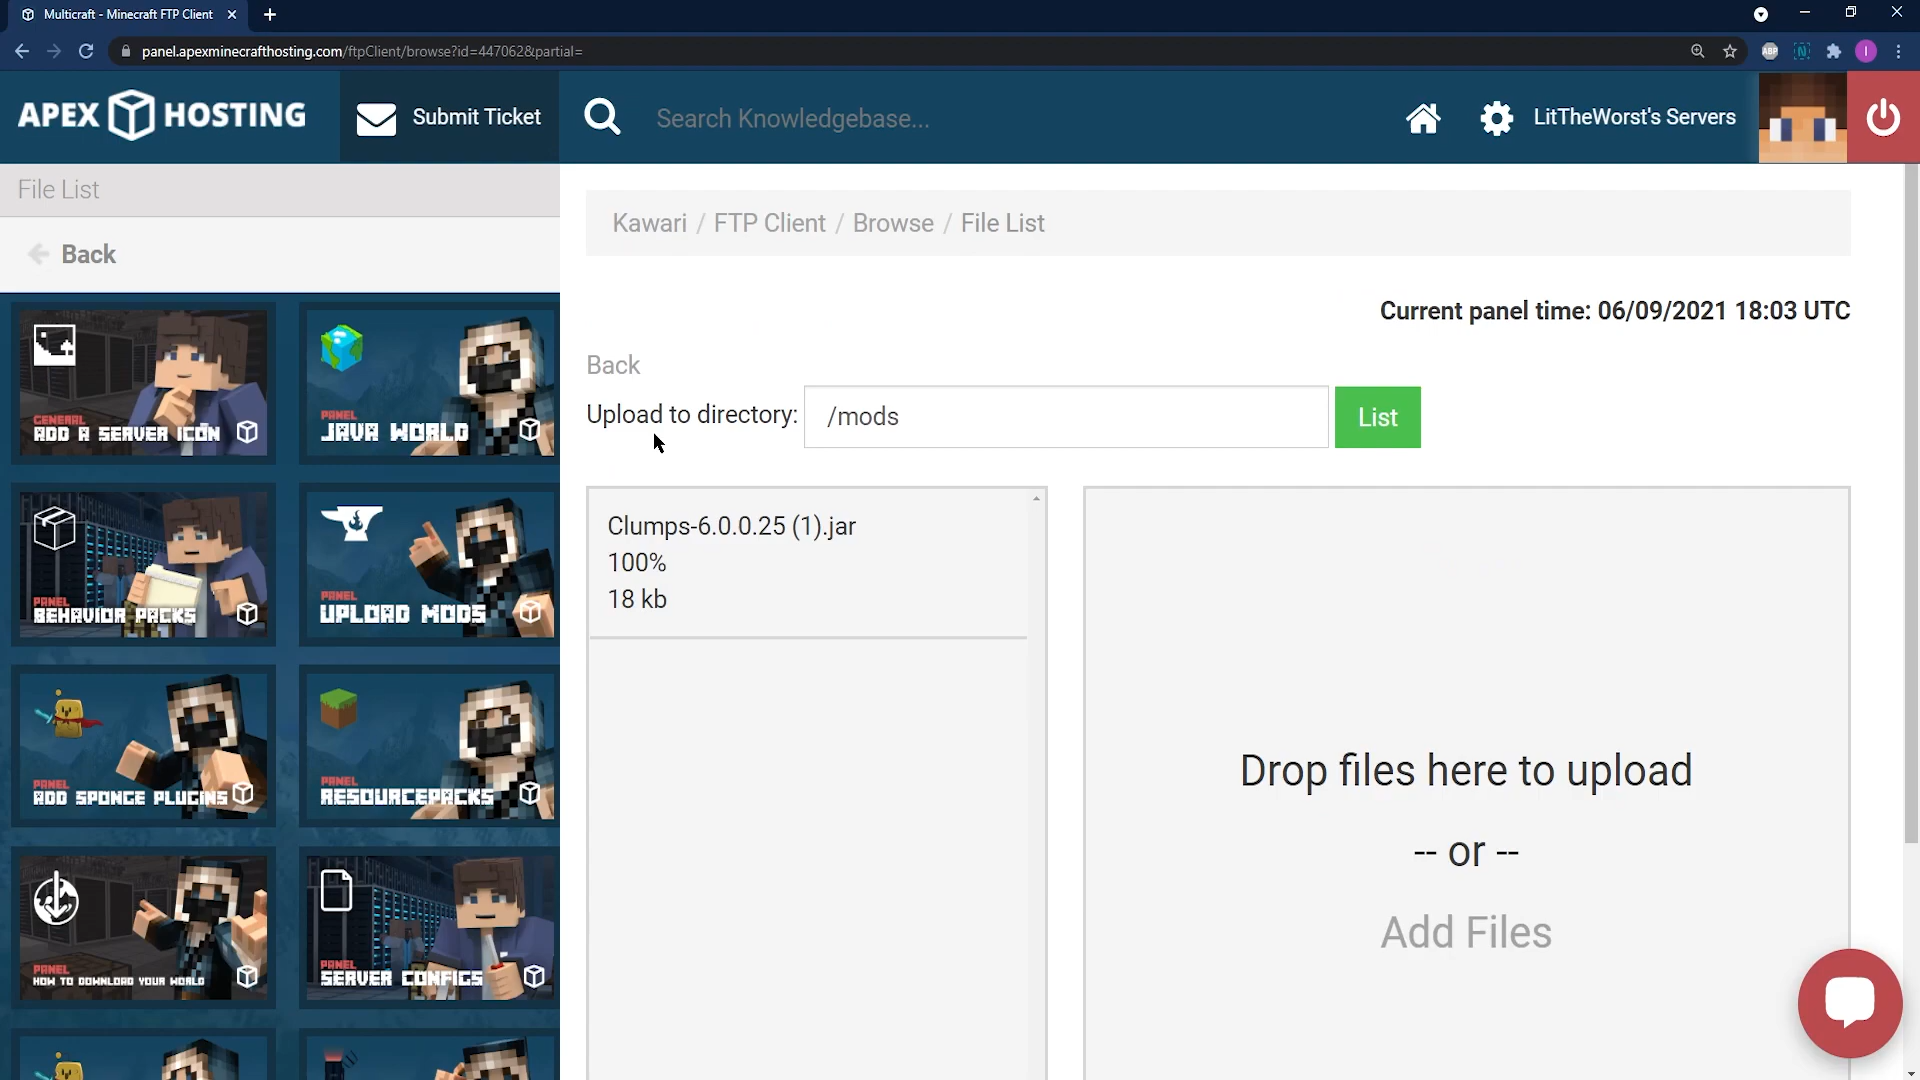 Multicraft - Minecraft FTP Client
panel.apexminecrafthosting.com/ftpClient/browse?id=447062&partial=
ABP
N
I
APEX HOSTING
Submit Ticket
Search Knowledgebase...
LitTheWorst's Servers
File List
Back
GENERAL
ADD A SERVER ICON
PANEL
JAVA WORLD
PANEL
BEHAVIOR PACKS
PANEL
UPLOAD MODS
PANEL
ADD SPONGE PLUGINS
PANEL
RESOURCEPACKS
PANEL
HOW TO DOWNLOAD YOUR WORLD
PANEL
SERVER CONFIGS
Kawari / FTP Client / Browse / File List
Current panel time: 06/09/2021 18:03 UTC
Back
Upload to directory: /mods List
Clumps-6.0.0.25 (1).jar
100%
18 kb
Drop files here to upload
-- or --
Add Files